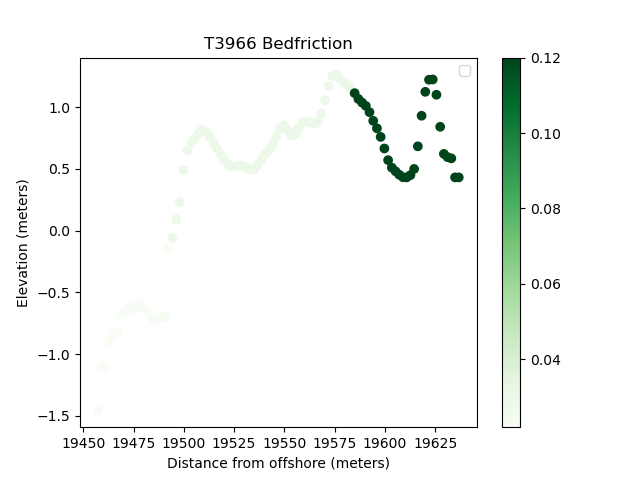 T3966 Bedfriction
Elevation (meters)
1.0
0.5
0.0
−0.5
−1.0
−1.5
19450 19475 19500 19525 19550 19575 19600 19625
Distance from offshore (meters)
0.12
0.10
0.08
0.06
0.04